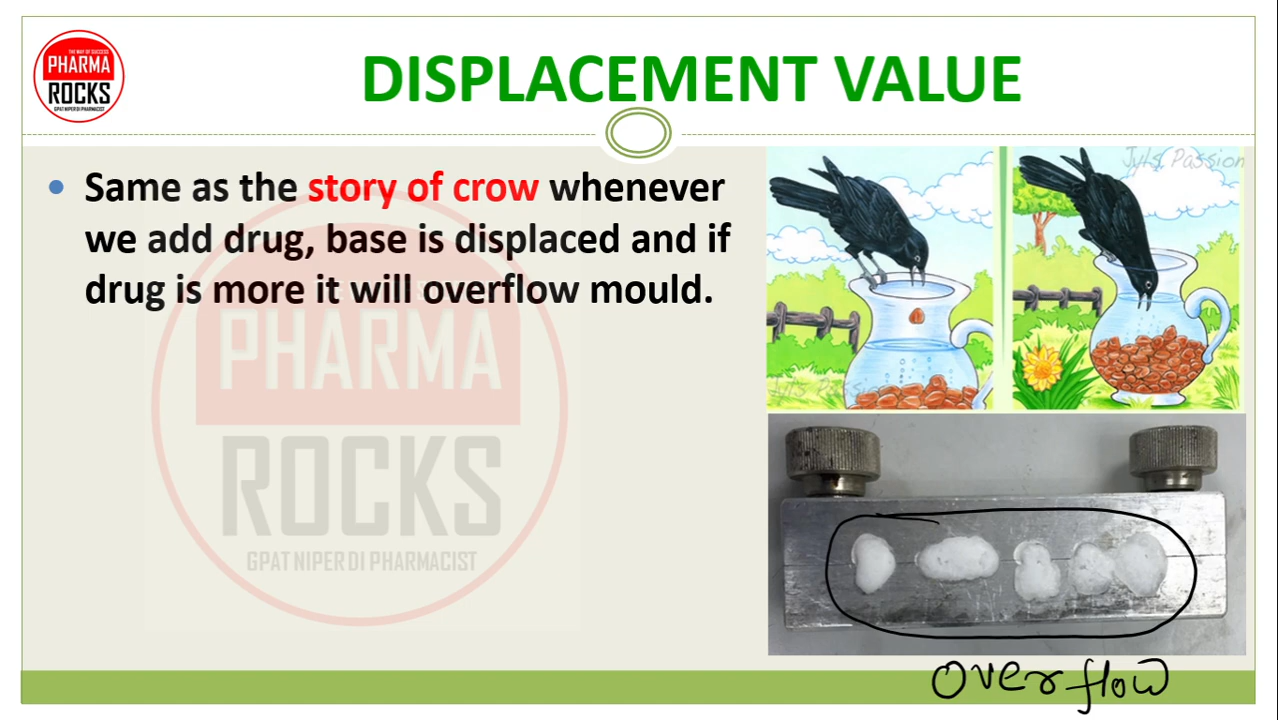 THE WAY OF SUCCESS
PHARMA
ROCKS
GPAT NIPER DI PHARMACIST
DISPLACEMENT VALUE
• Same as the story of crow whenever
we add drug, base is displaced and if
drug is more it will overflow mould.
PHARMA
ROCKS
GPAT NIPER DI PHARMACIST
Jyls Passion
overflow